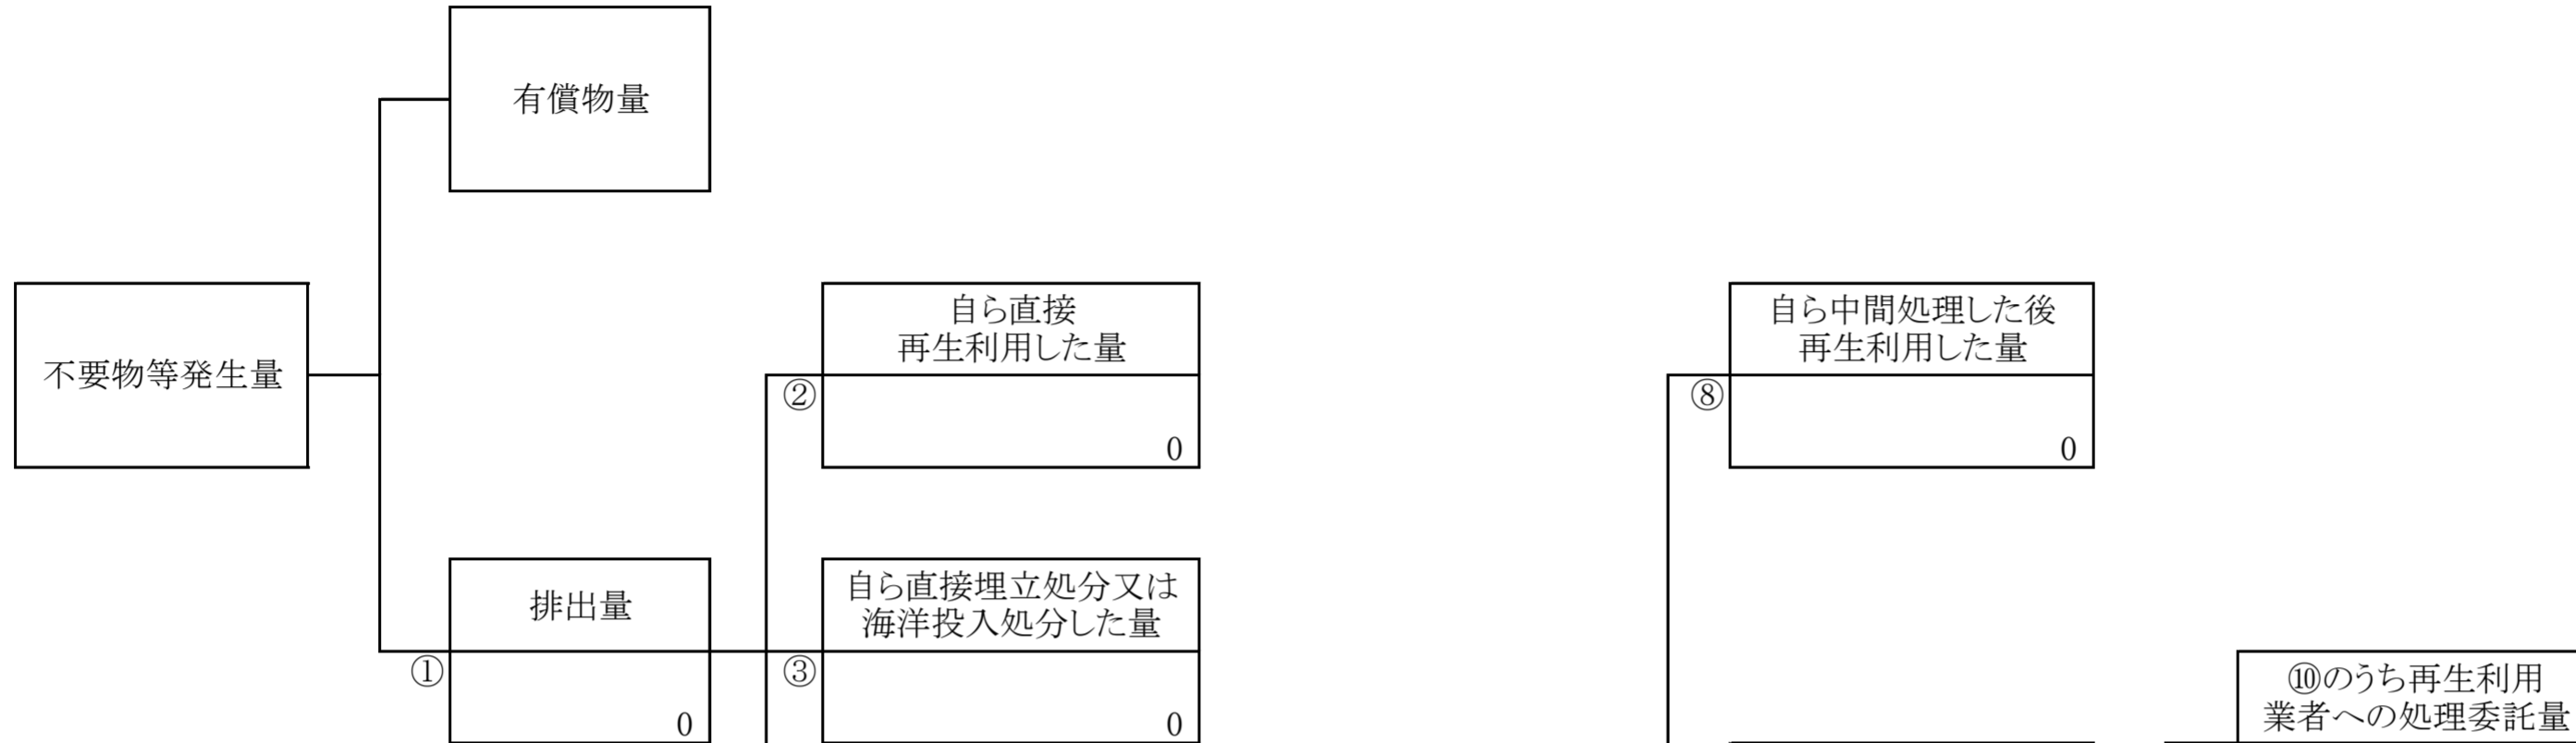 有償物量
不要物等発生量
自ら直接
再生利用した量
②
0
自ら中間処理した後
再生利用した量
⑧
0
排出量
①
0
自ら直接埋立処分又は
海洋投入処分した量
③
0
⑩のうち再生利用
業者への処理委託量